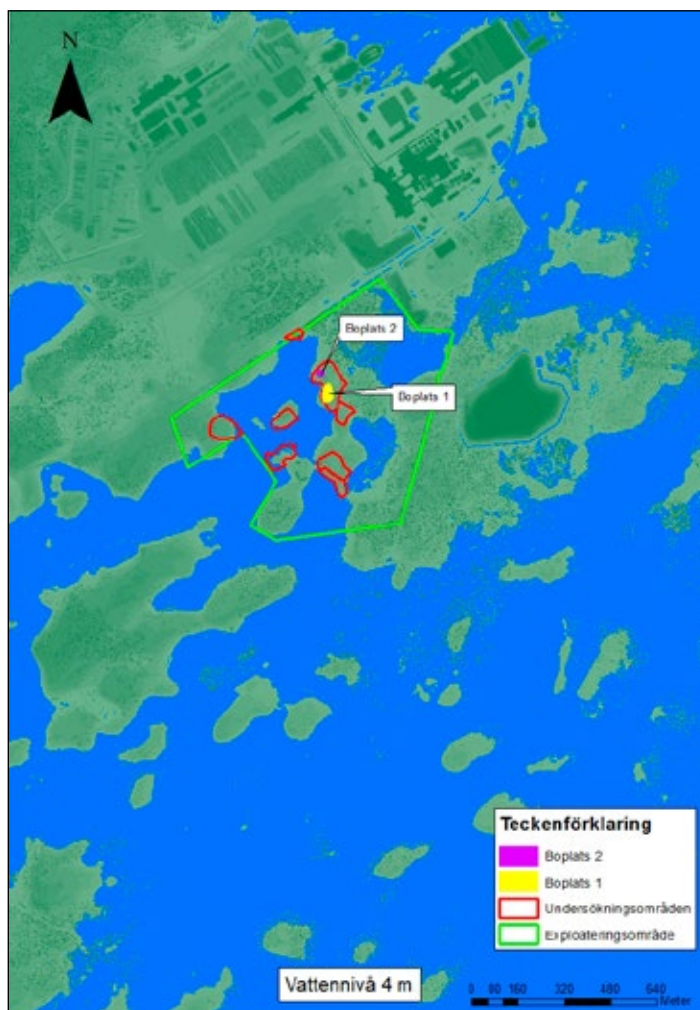 N
Boplats 2
Boplats 1
Teckenförklaring
Boplats 2
Boplats 1
Undersökningsområden
Exploateringsområde
Vattennivå 4 m
0 80 160 320 480 640
Meter